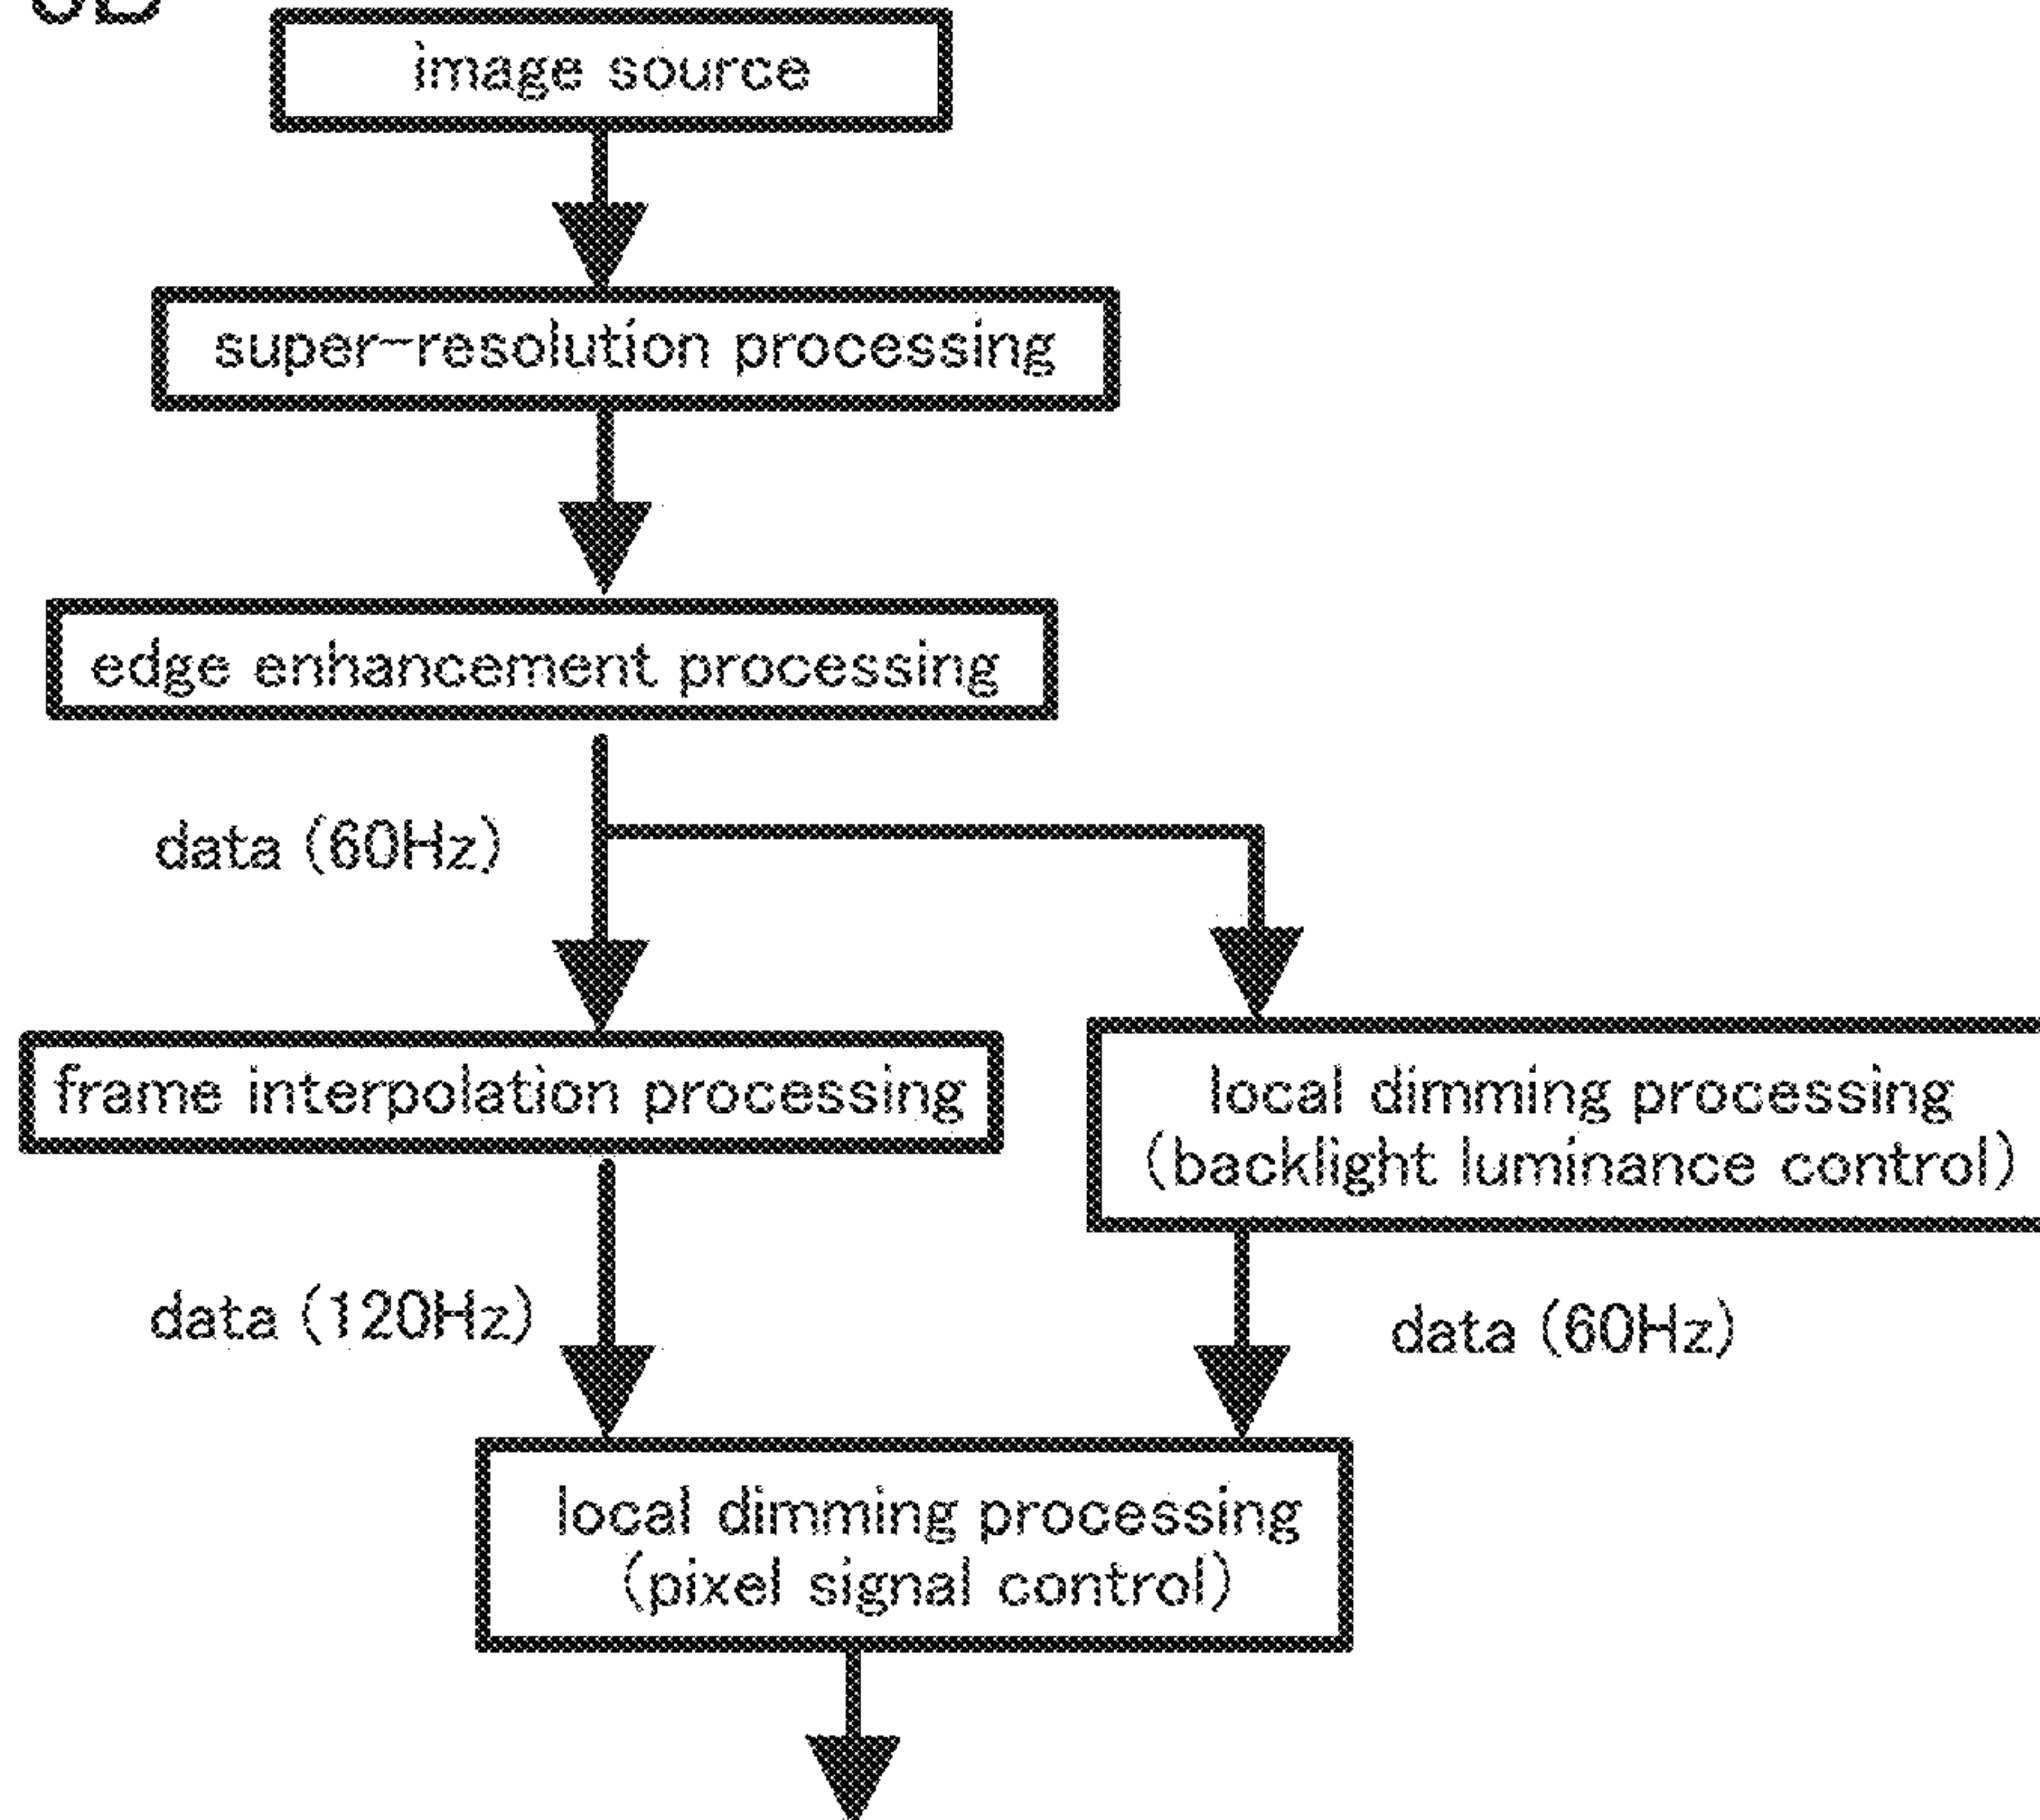 image source
super-resolution processing
edge enhancement processing
data (60Hz)
frame interpolation processing
local dimming processing
(backlight luminance control)
data (120Hz)
data (60Hz)
local dimming processing
(pixel signal control)